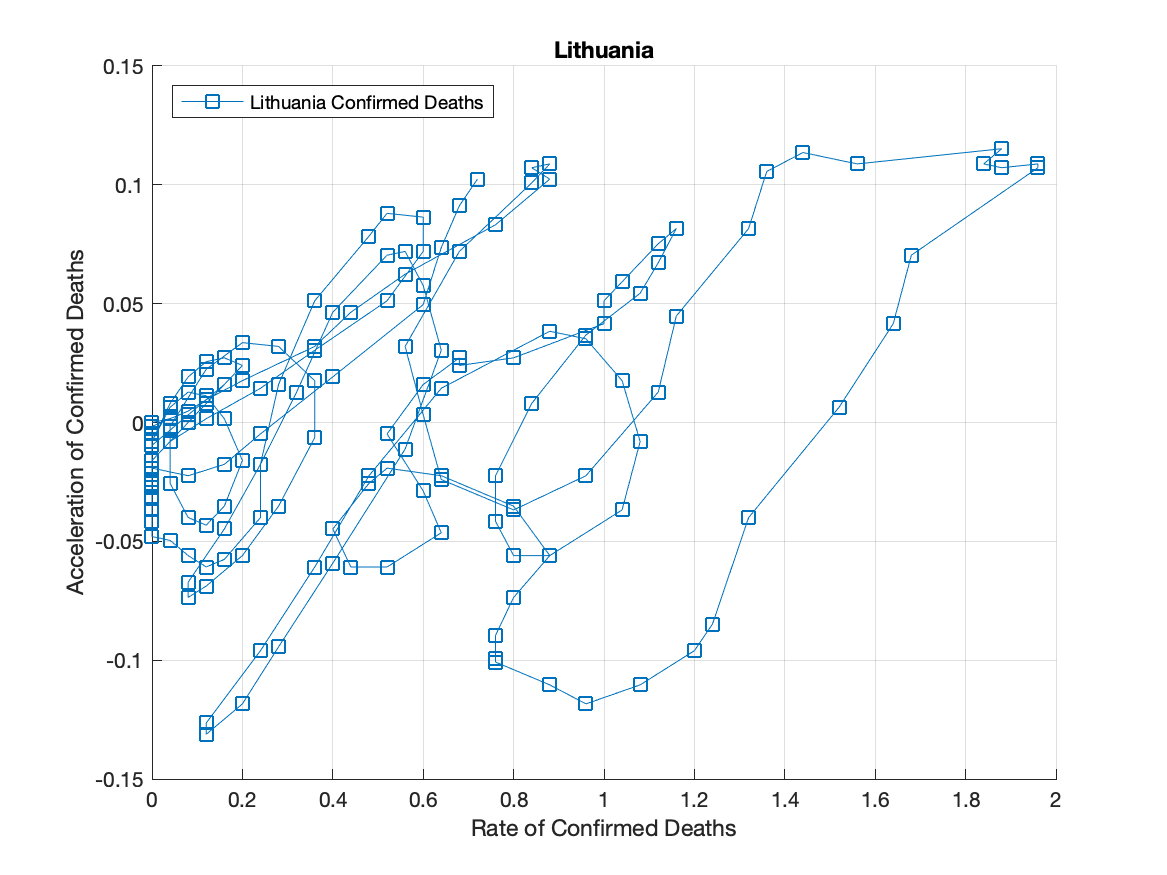 Lithuania
0.15
Lithuania Confirmed Deaths
0.1
0.05
0
-0.05
-0.1
-0.15
Acceleration of Confirmed Deaths
0 0.2 0.4 0.6 0.8 1 1.2 1.4 1.6 1.8 2
Rate of Confirmed Deaths